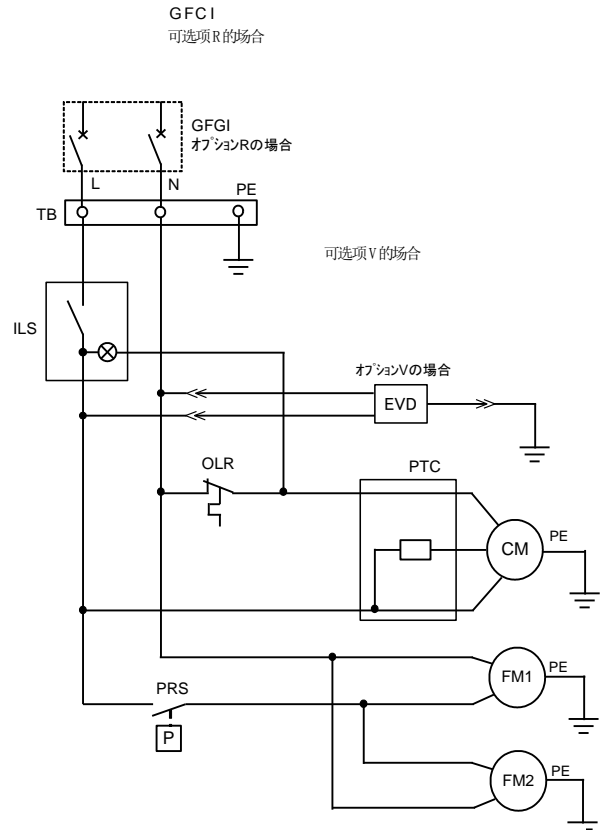 GFCI
可选项R的场合
GFGI
オプションRの場合
L
N
PE
TB
可选项V的场合
ILS
オプションVの場合
EVD
OLR
PTC
CM
PE
FM1
PE
PRS
P
FM2
PE